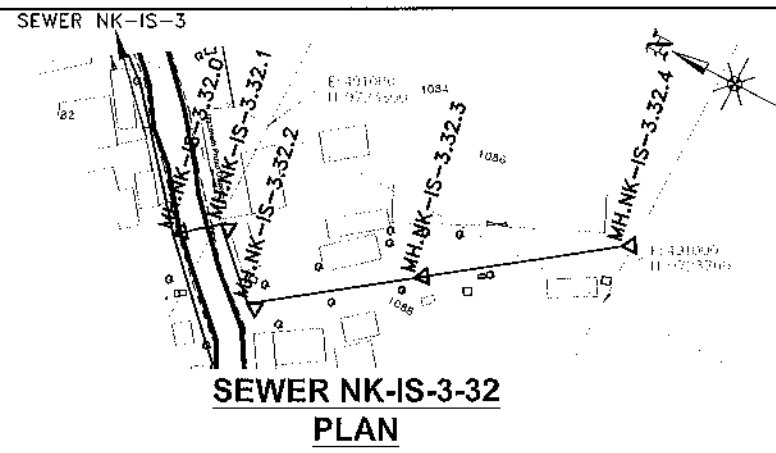 SEWER NK-IS-3
MH.NK-IS-3.32.0
MH.NK-IS-3.32.1
MH.NK-IS-3.32.2
MH.NK-IS-3.32.3
MH.NK-IS-3.32.4
N
E:491000
1084
1086
1088
SEWER NK-IS-3-32
PLAN